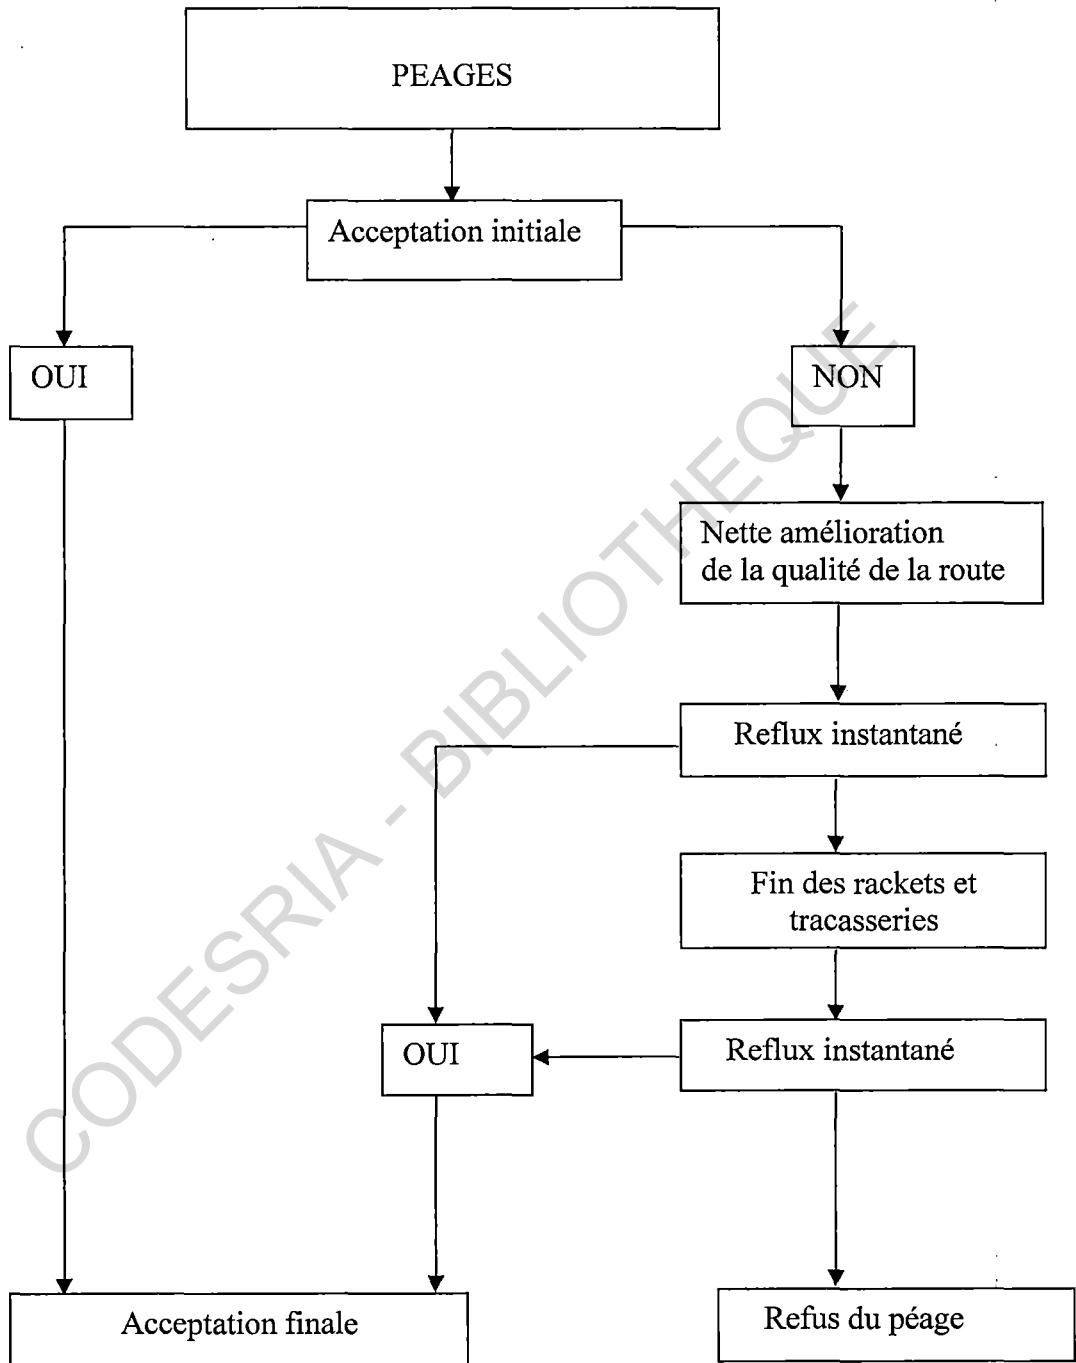 PEAGES
Acceptation initiale
OUI
NON
Nette amélioration
de la qualité de la route
Reflux instantané
Fin des rackets et
tracasseries
OUI
Reflux instantané
Acceptation finale
Refus du péage
CODESRIA - BIBLIOTHEQUE